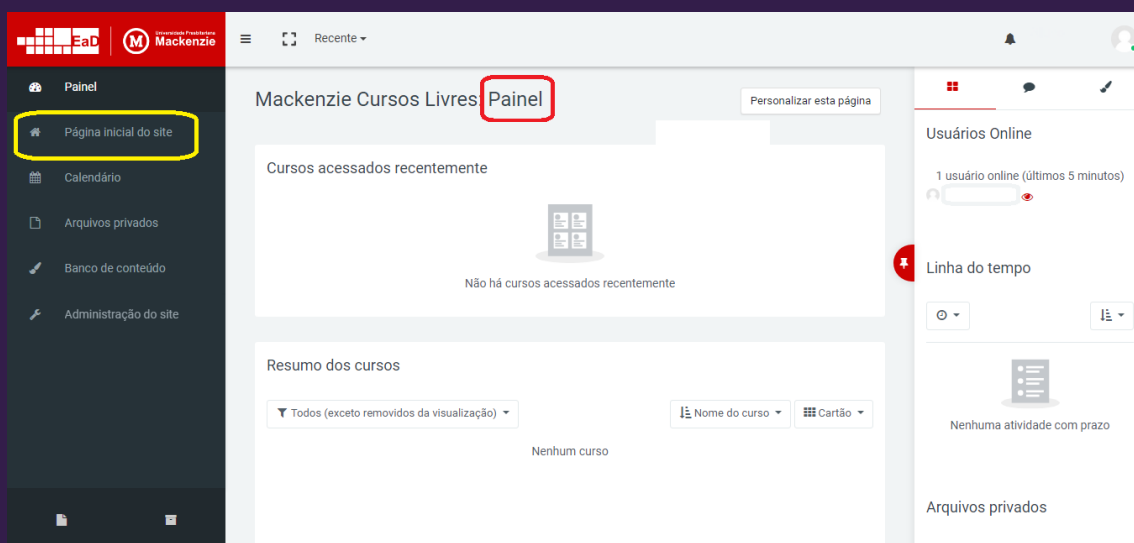 EaD
Universidade Presbiteriana
Mackenzie
Recente
Painel
Página inicial do site
Calendário
Arquivos privados
Banco de conteúdo
Administração do site
Mackenzie Cursos Livres: Painel
Personalizar esta página
Cursos acessados recentemente
Não há cursos acessados recentemente
Resumo dos cursos
Todos (exceto removidos da visualização)
Nome do curso
Cartão
Nenhum curso
Usuários Online
1 usuário online (últimos 5 minutos)
Linha do tempo
Nenhuma atividade com prazo
Arquivos privados